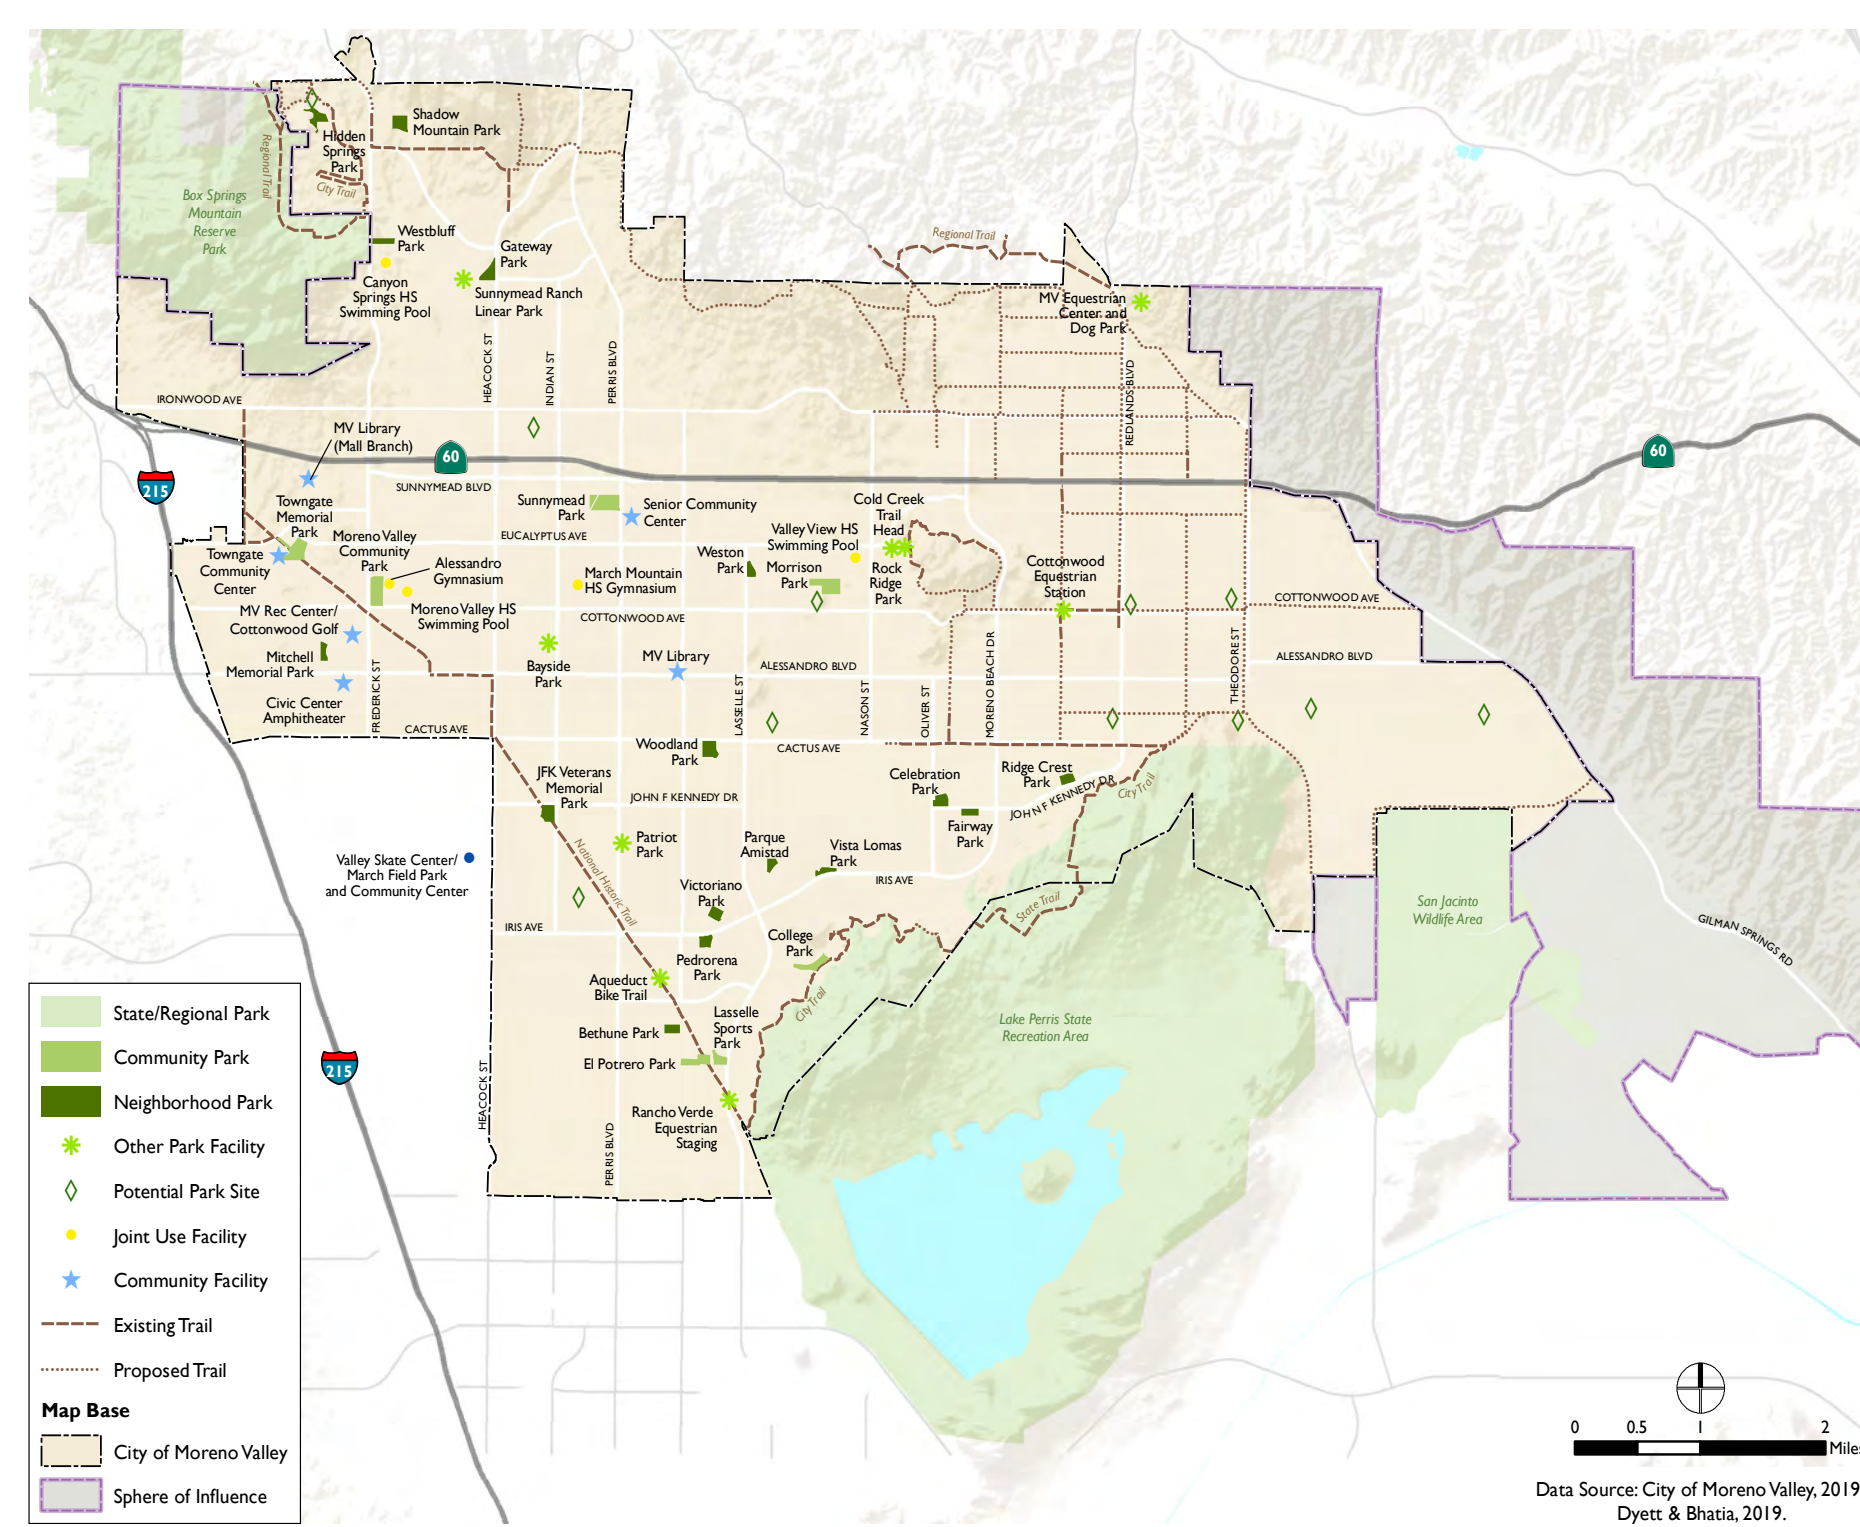 Shadow
Mountain Park
Hidden
Springs
Park
Regional Trail
City Trail
Box Springs
Mountain
Reserve
Park
Westbluff
Park
Gateway
Park
Canyon
Springs HS
Swimming Pool
Sunnymead Ranch
Linear Park
Regional Trail
MV Equestrian
Center and
Dog Park
HEACOCK ST
INDIAN ST
PERRIS BLVD
REDLANDS BLVD
IRONWOOD AVE
MV Library
(Mall Branch)
60
60
215
SUNNYMEAD BLVD
Towngate
Memorial
Park
Sunnymead
Park
Senior Community
Center
Cold Creek
Trail
Head
Moreno Valley
Community
Park
EUCALYPTUS AVE
Valley View HS
Swimming Pool
Towngate
Community
Center
Alessandro
Gymnasium
Weston
Park
Morrison
Park
Rock
Ridge
Park
Cottonwood
Equestrian
Station
March Mountain
HS Gymnasium
MV Rec Center/
Cottonwood Golf
Moreno Valley HS
Swimming Pool
COTTONWOOD AVE
COTTONWOOD AVE
Mitchell
Memorial Park
Bayside
Park
MV Library
ALESSANDRO BLVD
ALESSANDRO BLVD
Civic Center
Amphitheater
FREDERICK ST
LASSELLE ST
NASON ST
OLIVER ST
MORENO BEACH DR
THEODORE ST
CACTUS AVE
CACTUS AVE
Woodland
Park
JFK Veterans
Memorial
Park
JOHN F KENNEDY DR
Celebration
Park
Ridge Crest
Park
JOHN F KENNEDY DR
City Trail
Fairway
Park
Valley Skate Center/
March Field Park
and Community Center
National Historic Trail
Patriot
Park
Parque
Amistad
Vista Lomas
Park
IRIS AVE
Victoriano
Park
State Trail
San Jacinto
Wildlife Area
GILMAN SPRINGS RD
IRIS AVE
College
Park
Pedrorena
Park
Aqueduct
Bike Trail
City Trail
Lasselle
Sports
Park
Bethune Park
El Potrero Park
Lake Perris State
Recreation Area
Rancho Verde
Equestrian
Staging
HEACOCK ST
PERRIS BLVD
215
State/Regional Park
Community Park
Neighborhood Park
Other Park Facility
Potential Park Site
Joint Use Facility
Community Facility
Existing Trail
Proposed Trail
Map Base
City of Moreno Valley
Sphere of Influence
0 0.5 1 2
Miles
Data Source: City of Moreno Valley, 2019
Dyett & Bhatia, 2019.